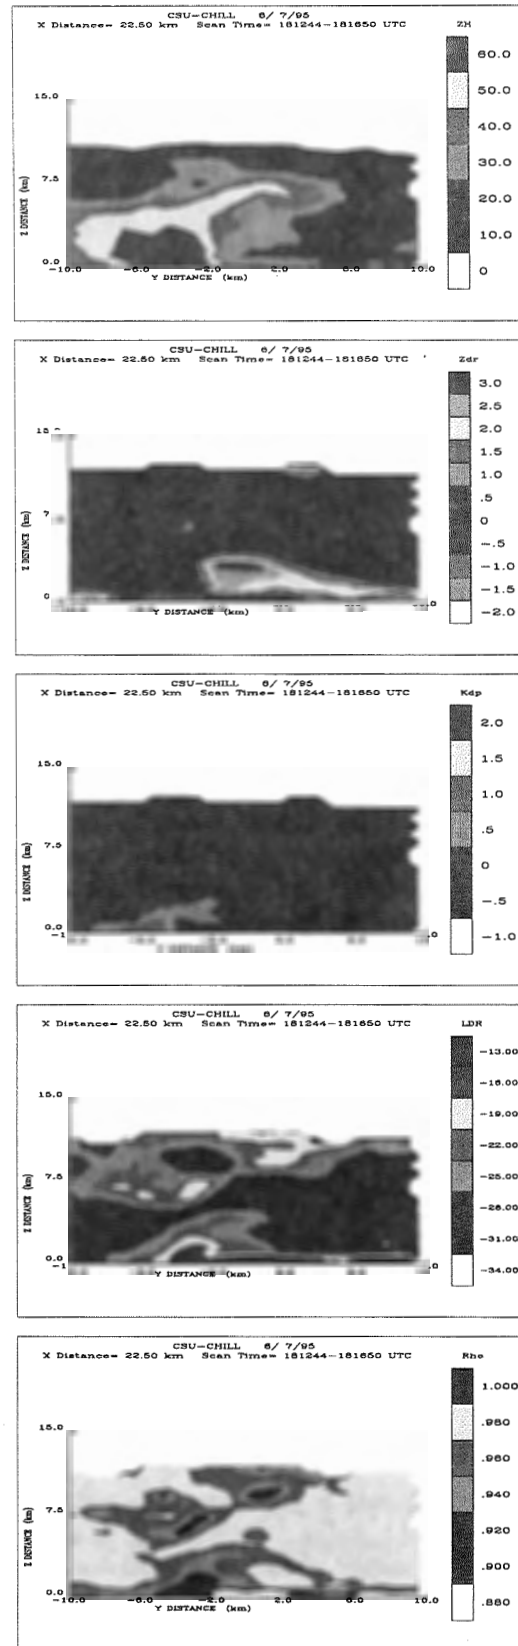 CSU-CHILL 6/ 7/95 ZH
X Distance= 22.50 km Scan Time= 181244-181650 UTC
60.0
50.0
40.0
30.0
20.0
10.0
0
15.0
7.5
0.0
Z DISTANCE (km)
-10.0 -6.0 -2.0 2.0 6.0 10.0
Y DISTANCE (km)
CSU-CHILL 6/ 7/95 Zdr
X Distance= 22.50 km Scan Time= 181244-181650 UTC
3.0
2.5
2.0
1.5
1.0
.5
0
-.5
-1.0
-1.5
-2.0
Z DISTANCE (km)
Y DISTANCE (km)
CSU-CHILL 6/ 7/95 Kdp
X Distance= 22.50 km Scan Time= 181244-181650 UTC
2.0
1.5
1.0
.5
0
-.5
-1.0
15.0
7.5
0.0
Z DISTANCE (km)
CSU-CHILL 6/ 7/95 LDR
X Distance= 22.50 km Scan Time= 181244-181650 UTC
-13.00
-16.00
-19.00
-22.00
-25.00
-28.00
-31.00
-34.00
15.0
7.5
0.0
Z DISTANCE (km)
Y DISTANCE (km)
CSU-CHILL 6/ 7/95 Rho
X Distance= 22.50 km Scan Time= 181244-181650 UTC
1.000
.980
.960
.940
.920
.900
.880
15.0
7.5
0.0
Z DISTANCE (km)
-10.0 -6.0 -2.0 2.0 6.0 10.0
Y DISTANCE (km)